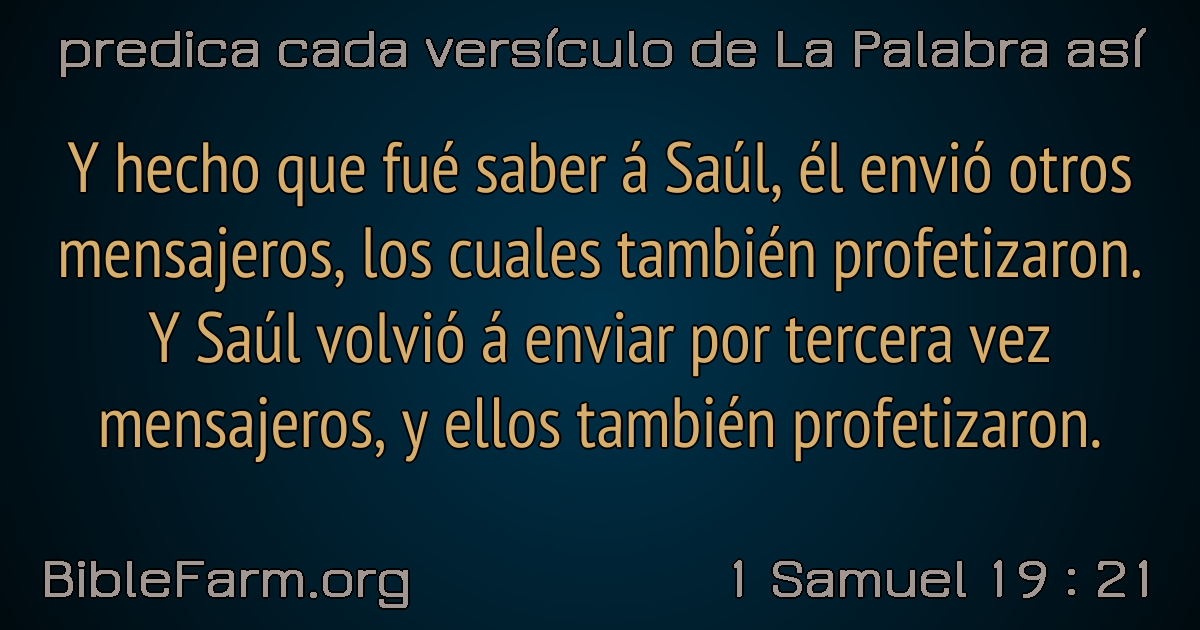 predica cada versículo de La Palabra así
Y hecho que fué saber á Saúl, él envió otros
mensajeros, los cuales también profetizaron.
Y Saúl volvió á enviar por tercera vez
mensajeros, y ellos también profetizaron.
BibleFarm.org
1 Samuel 19 : 21